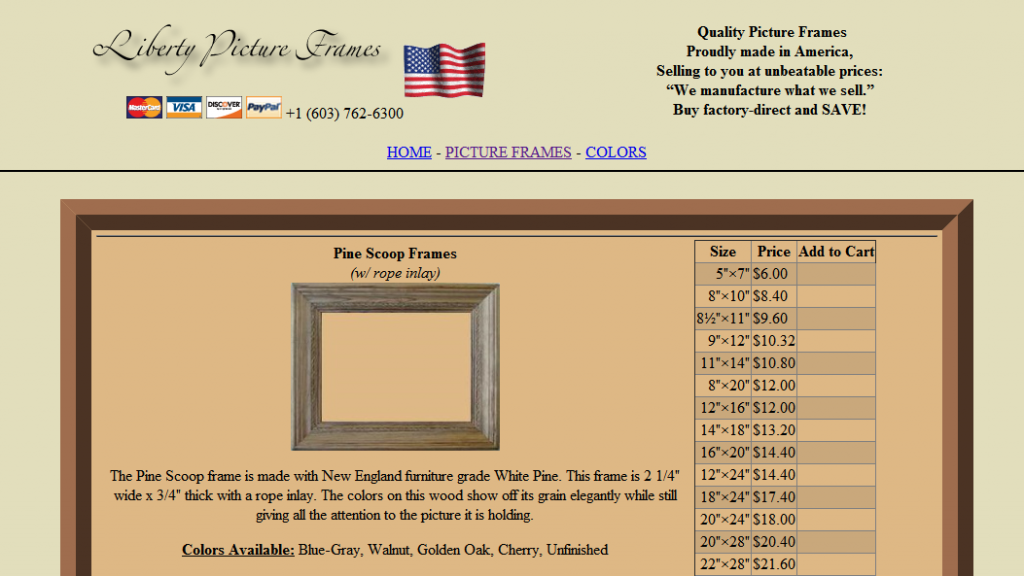 Liberty Picture Frames
MasterCard VISA DISCOVER PayPal +1 (603) 762-6300
Quality Picture Frames
Proudly made in America,
Selling to you at unbeatable prices:
“We manufacture what we sell.”
Buy factory-direct and SAVE!
HOME - PICTURE FRAMES - COLORS
Pine Scoop Frames
(w/ rope inlay)
The Pine Scoop frame is made with New England furniture grade White Pine. This frame is 2 1/4"
wide x 3/4" thick with a rope inlay. The colors on this wood show off its grain elegantly while still
giving all the attention to the picture it is holding.
Colors Available: Blue-Gray, Walnut, Golden Oak, Cherry, Unfinished
Size Price Add to Cart
5"×7" $6.00
8"×10" $8.40
8½"×11" $9.60
9"×12" $10.32
11"×14" $10.80
8"×20" $12.00
12"×16" $12.00
14"×18" $13.20
16"×20" $14.40
12"×24" $14.40
18"×24" $17.40
20"×24" $18.00
20"×28" $20.40
22"×28" $21.60